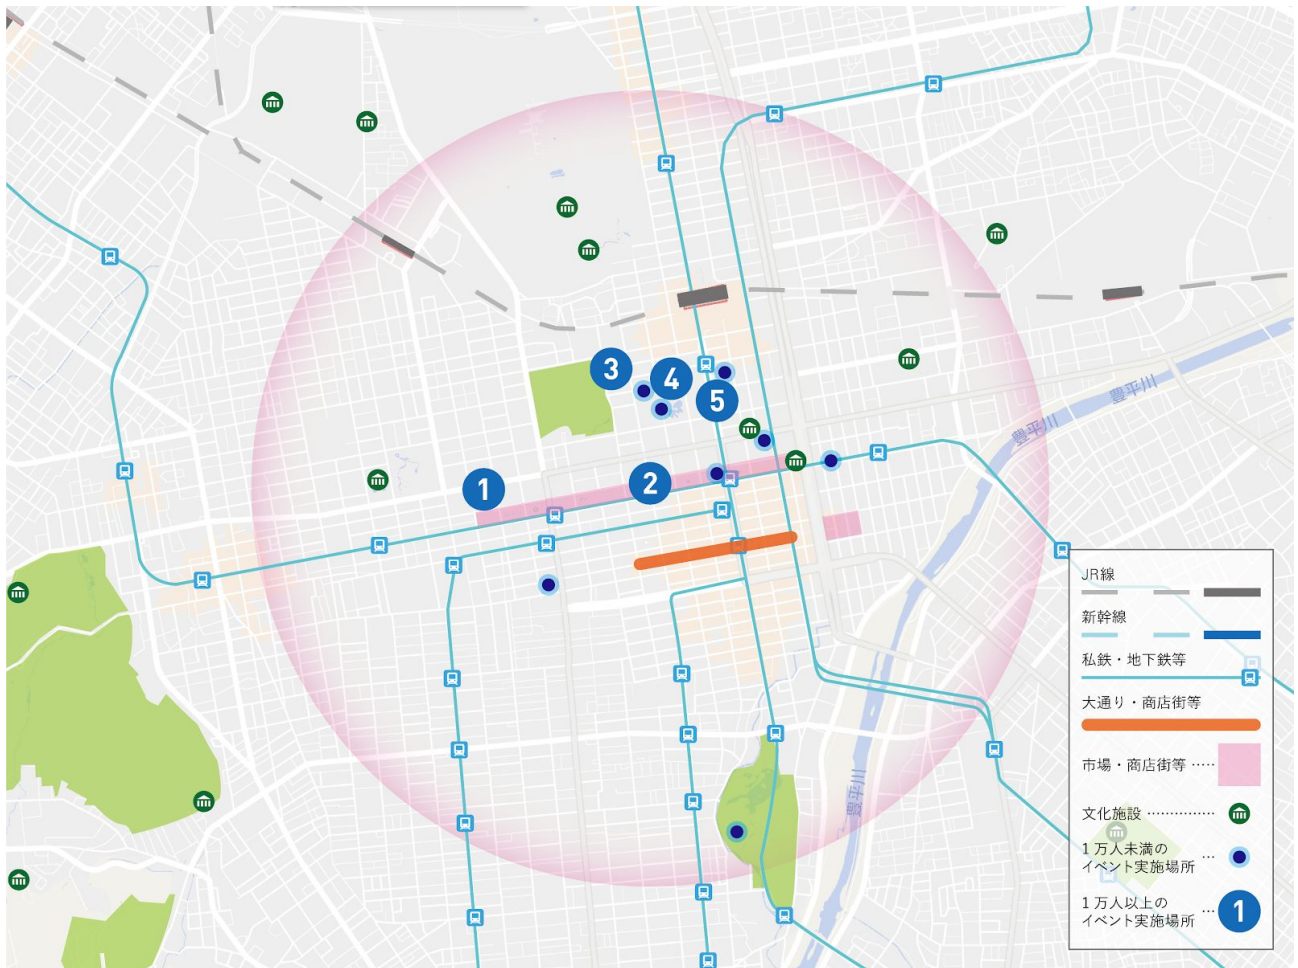 3
4
5
1
2
豊平川
豊平川
豊平川
JR線
新幹線
私鉄・地下鉄等
大通り・商店街等
市場・商店街等 ……
文化施設 ……………
1万人未満の
イベント実施場所 …
1万人以上の
イベント実施場所 … 1